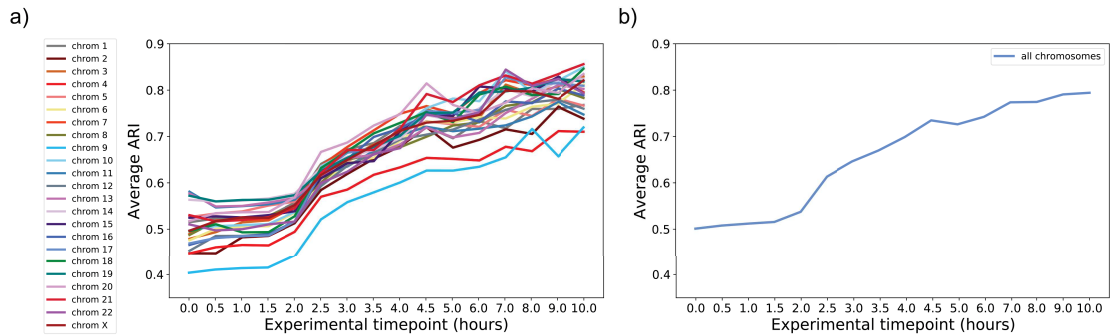 a)
chrom 1
chrom 2
chrom 3
chrom 4
chrom 5
chrom 6
chrom 7
chrom 8
chrom 9
chrom 10
chrom 11
chrom 12
chrom 13
chrom 14
chrom 15
chrom 16
chrom 17
chrom 18
chrom 19
chrom 20
chrom 21
chrom 22
chrom X
Average ARI
0.9
0.8
0.7
0.6
0.5
0.4
0.0 0.5 1.0 1.5 2.0 2.5 3.0 3.5 4.0 4.5 5.0 6.0 7.0 8.0 9.0 10.0
Experimental timepoint (hours)
b)
all chromosomes
Average ARI
0.9
0.8
0.7
0.6
0.5
0.4
0.0 0.5 1.0 1.5 2.0 2.5 3.0 3.5 4.0 4.5 5.0 6.0 7.0 8.0 9.0 10.0
Experimental timepoint (hours)